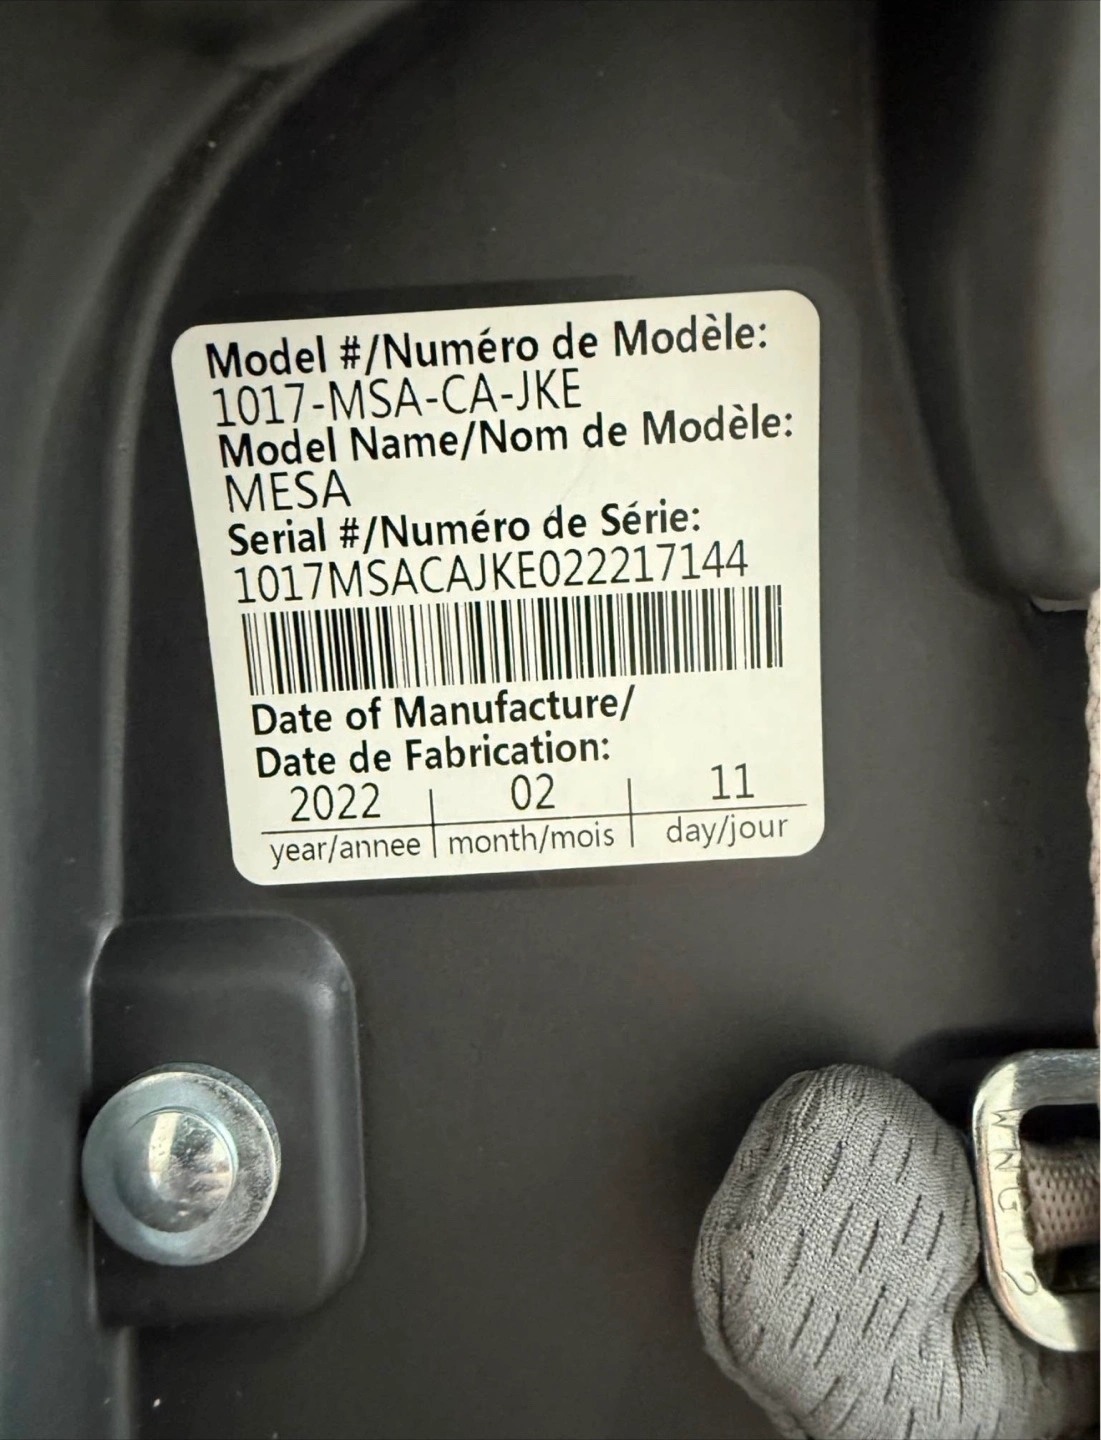 Model #/Numéro de Modèle:
1017-MSA-CA-JKE
Model Name/Nom de Modèle:
MESA
Serial #/Numéro de Série:
1017MSACAJKE022217144
Date of Manufacture/
Date de Fabrication:
2022 | 02 | 11
year/annee | month/mois | day/jour
WNG02